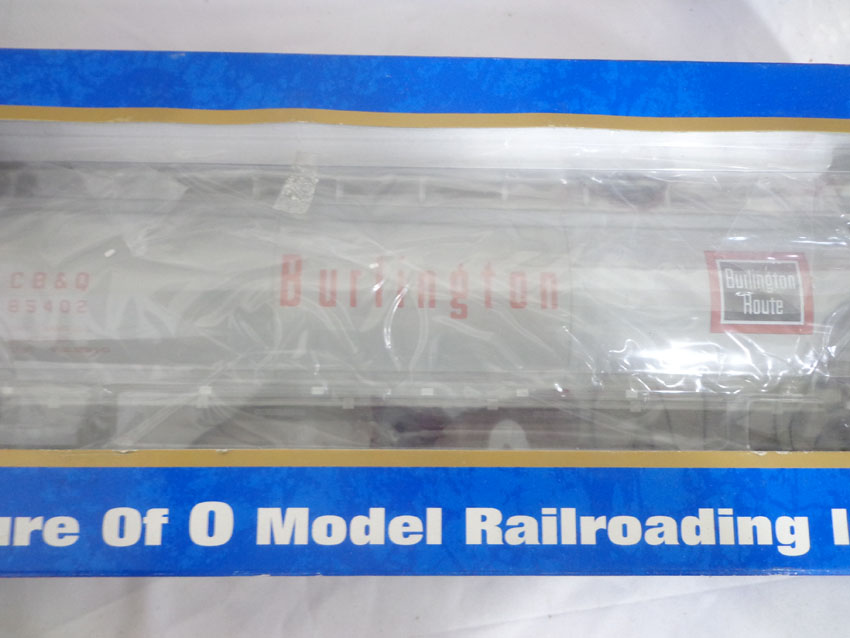 CB&Q
85402
Burlington
Burlington
Route
ure Of O Model Railroading I